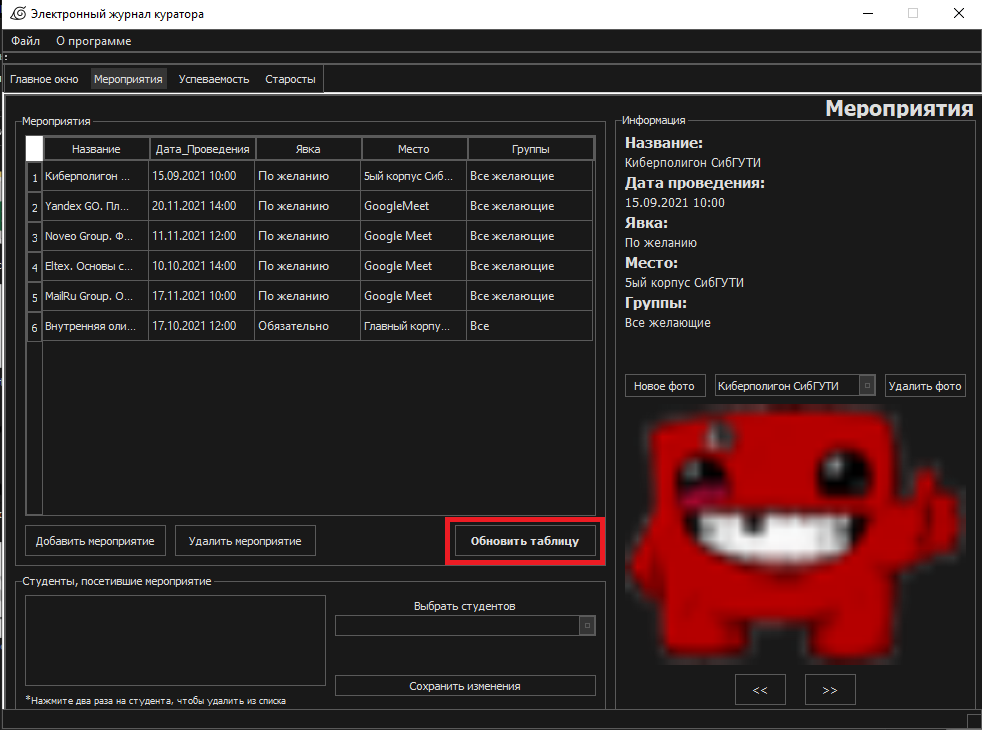 Электронный журнал куратора
Файл О программе
Главное окно Мероприятия Успеваемость Старосты
Мероприятия
Мероприятия
Название Дата_Проведения Явка Место Группы
1 Киберполигон ... 15.09.2021 10:00 По желанию 5ый корпус Сиб... Все желающие
2 Yandex GO. Пл... 20.11.2021 14:00 По желанию GoogleMeet Все желающие
3 Noveo Group. Ф... 11.11.2021 12:00 По желанию Google Meet Все желающие
4 Eltex. Основы с... 10.10.2021 14:00 По желанию Google Meet Все желающие
5 MailRu Group. О... 17.11.2021 10:00 По желанию Google Meet Все желающие
6 Внутренняя оли... 17.10.2021 12:00 Обязательно Главный корпу... Все
Добавить мероприятие Удалить мероприятие Обновить таблицу
Студенты, посетившие мероприятие
Выбрать студентов
Сохранить изменения
*Нажмите два раза на студента, чтобы удалить из списка
Информация
Название:
Киберполигон СибГУТИ
Дата проведения:
15.09.2021 10:00
Явка:
По желанию
Место:
5ый корпус СибГУТИ
Группы:
Все желающие
Новое фото Киберполигон СибГУТИ Удалить фото
<< >>